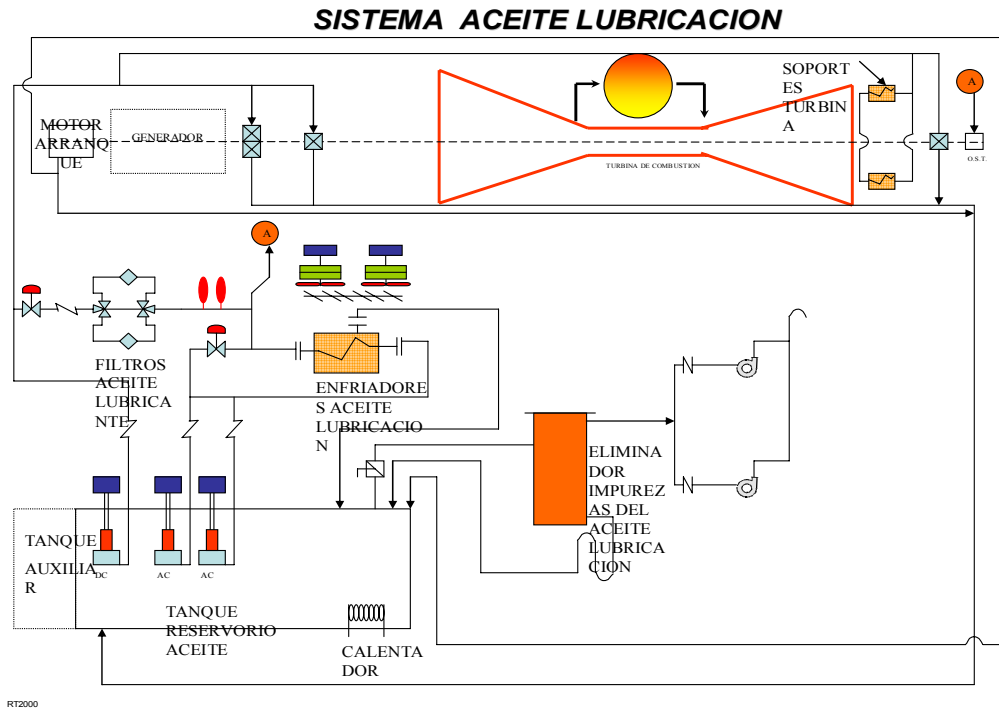 SISTEMA ACEITE LUBRICACION
SOPORT
ES
TURBIN
A
A
MOTOR
ARRANQ
UE
GENERADOR
TURBINA DE COMBUSTION
O.S.T.
A
FILTROS
ACEITE
LUBRICA
NTE
ENFRIADORE
S ACEITE
LUBRICACIO
N
ELIMINA
DOR
IMPUREZ
AS DEL
ACEITE
LUBRICA
CION
TANQUE
AUXILIA
R
DC
AC
AC
TANQUE
RESERVORIO
ACEITE
CALENTA
DOR
RT2000